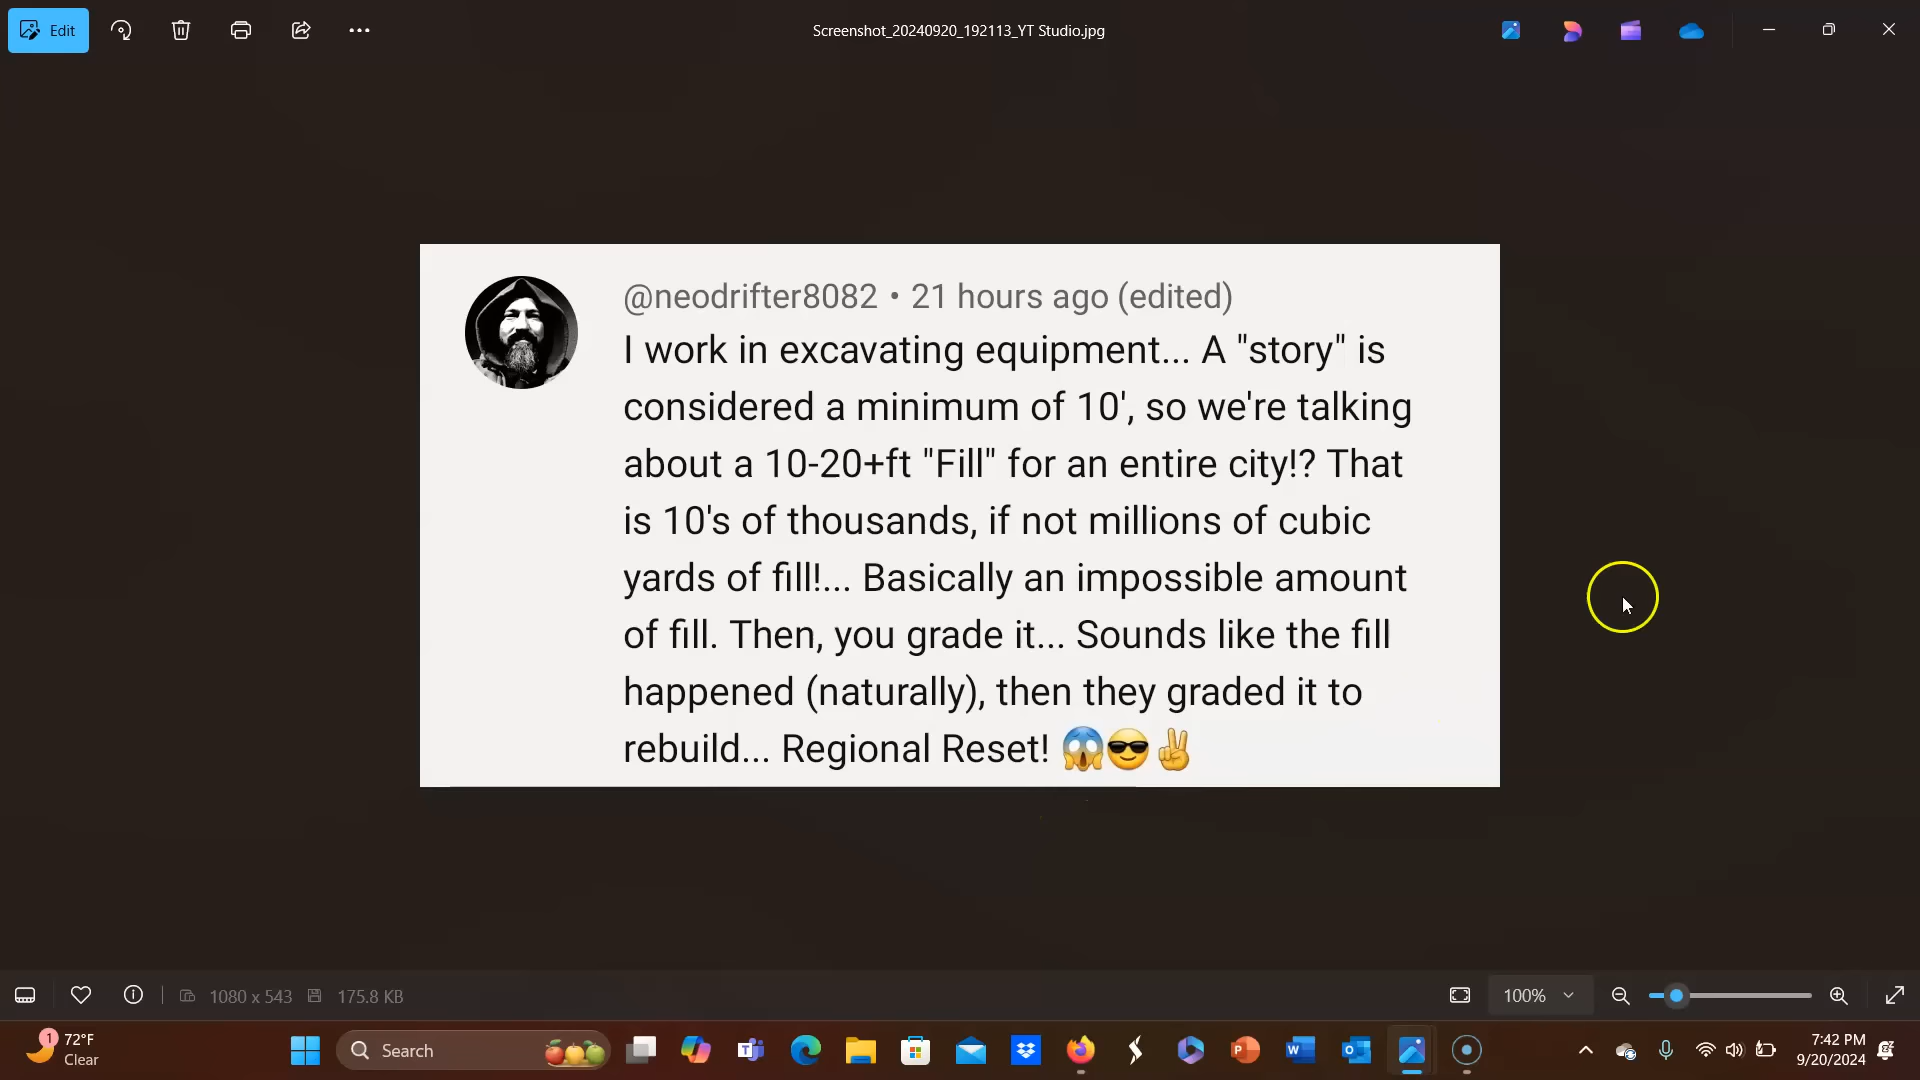 Edit
Screenshot_20240920_192113_YT Studio.jpg
@neodrifter8082 • 21 hours ago (edited)
I work in excavating equipment... A "story" is
considered a minimum of 10', so we're talking
about a 10-20+ft "Fill" for an entire city!? That
is 10's of thousands, if not millions of cubic
yards of fill!... Basically an impossible amount
of fill. Then, you grade it... Sounds like the fill
happened (naturally), then they graded it to
rebuild... Regional Reset! 😱😎✌
1080 x 543 175.8 KB
100%
1 72°F
Clear
Search
7:42 PM
9/20/2024